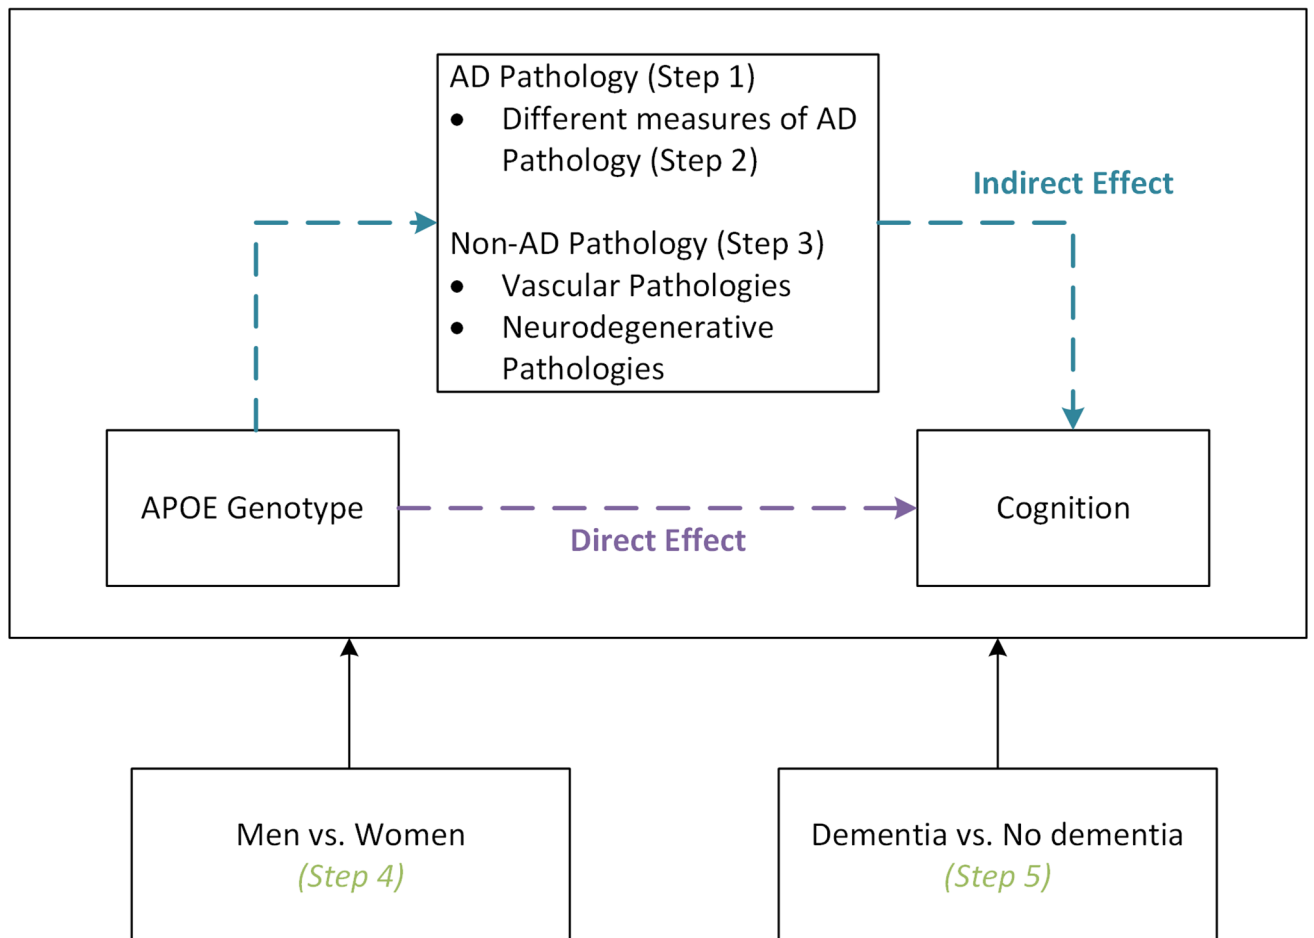 AD Pathology (Step 1)
• Different measures of AD
Pathology (Step 2)
Indirect Effect
Non-AD Pathology (Step 3)
• Vascular Pathologies
• Neurodegenerative
Pathologies
APOE Genotype
Cognition
Direct Effect
Men vs. Women
(Step 4)
Dementia vs. No dementia
(Step 5)